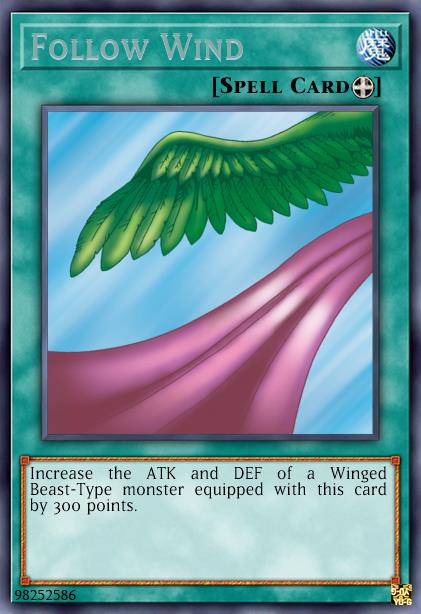 Follow Wind
[Spell Card]
Increase the ATK and DEF of a Winged
Beast-Type monster equipped with this card
by 300 points.
98252586